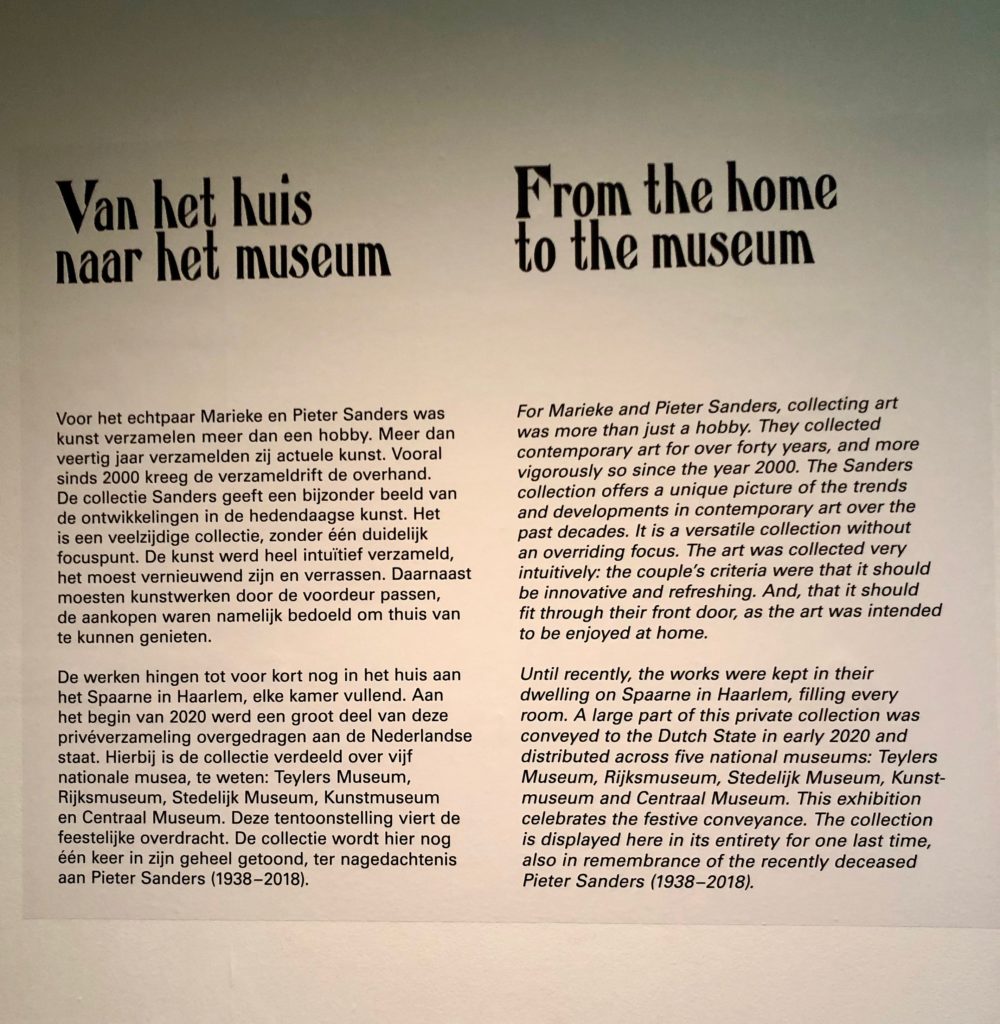 Van het huis
naar het museum
Voor het echtpaar Marieke en Pieter Sanders was
kunst verzamelen meer dan een hobby. Meer dan
veertig jaar verzamelden zij actuele kunst. Vooral
sinds 2000 kreeg de verzameldrift de overhand.
De collectie Sanders geeft een bijzonder beeld van
de ontwikkelingen in de hedendaagse kunst. Het
is een veelzijdige collectie, zonder één duidelijk
focuspunt. De kunst werd heel intuïtief verzameld,
het moest vernieuwend zijn en verrassen. Daarnaast
moesten kunstwerken door de voordeur passen,
de aankopen waren namelijk bedoeld om thuis van
te kunnen genieten.
De werken hingen tot voor kort nog in het huis aan
het Spaarne in Haarlem, elke kamer vullend. Aan
het begin van 2020 werd een groot deel van deze
privéverzameling overgedragen aan de Nederlandse
staat. Hierbij is de collectie verdeeld over vijf
nationale musea, te weten: Teylers Museum,
Rijksmuseum, Stedelijk Museum, Kunstmuseum
en Centraal Museum. Deze tentoonstelling viert de
feestelijke overdracht. De collectie wordt hier nog
één keer in zijn geheel getoond, ter nagedachtenis
aan Pieter Sanders (1938–2018).
From the home
to the museum
For Marieke and Pieter Sanders, collecting art
was more than just a hobby. They collected
contemporary art for over forty years, and more
vigorously so since the year 2000. The Sanders
collection offers a unique picture of the trends
and developments in contemporary art over the
past decades. It is a versatile collection without
an overriding focus. The art was collected very
intuitively: the couple's criteria were that it should
be innovative and refreshing. And, that it should
fit through their front door, as the art was intended
to be enjoyed at home.
Until recently, the works were kept in their
dwelling on Spaarne in Haarlem, filling every
room. A large part of this private collection was
conveyed to the Dutch State in early 2020 and
distributed across five national museums: Teylers
Museum, Rijksmuseum, Stedelijk Museum, Kunst-
museum and Centraal Museum. This exhibition
celebrates the festive conveyance. The collection
is displayed here in its entirety for one last time,
also in remembrance of the recently deceased
Pieter Sanders (1938–2018).